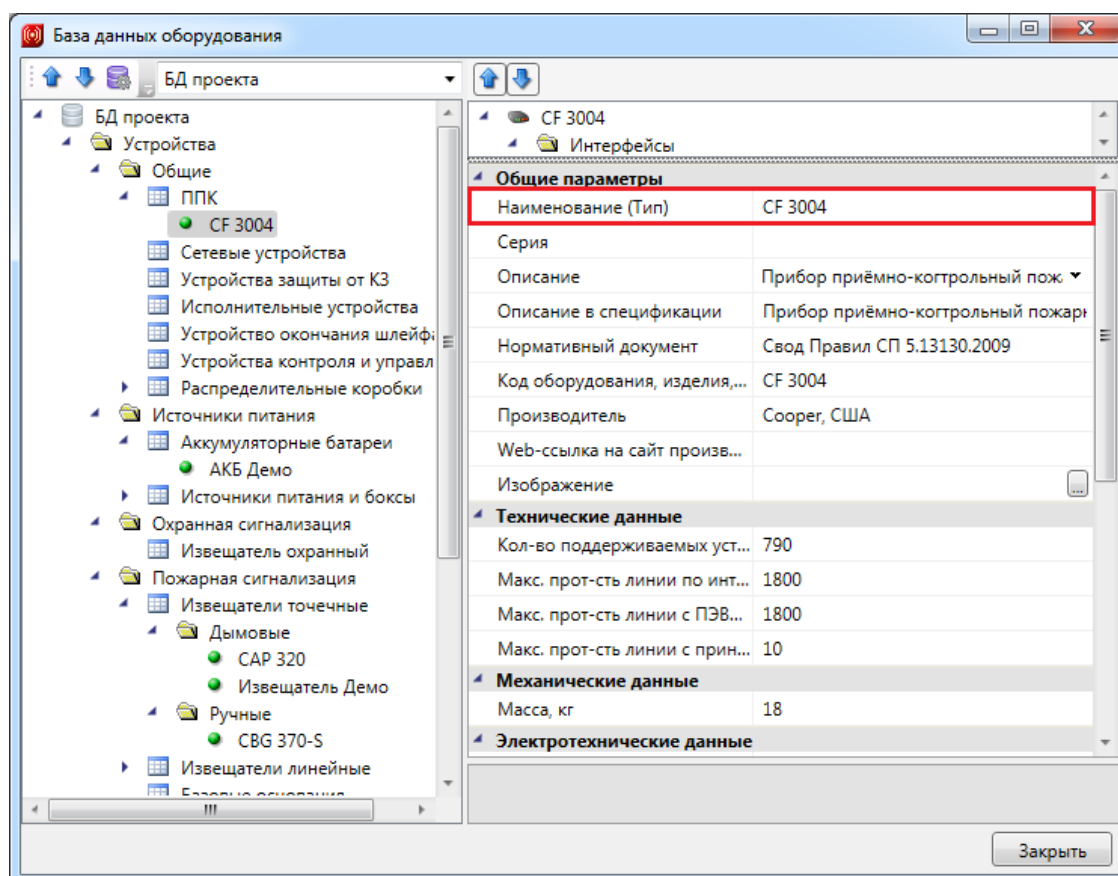 База данных оборудования
БД проекта
БД проекта
Устройства
Общие
ППК
CF 3004
Сетевые устройства
Устройства защиты от КЗ
Исполнительные устройства
Устройство окончания шлейф
Устройства контроля и управл
Распределительные коробки
Источники питания
Аккумуляторные батареи
АКБ Демо
Источники питания и боксы
Охранная сигнализация
Извещатель охранный
Пожарная сигнализация
Извещатели точечные
Дымовые
CAP 320
Извещатель Демо
Ручные
CBG 370-S
Извещатели линейные
Базовые основания
CF 3004
Интерфейсы
Общие параметры
Наименование (Тип) CF 3004
Серия
Описание Прибор приёмно-когтрольный пож
Описание в спецификации Прибор приёмно-когтрольный пожарн
Нормативный документ Свод Правил СП 5.13130.2009
Код оборудования, изделия,... CF 3004
Производитель Cooper, США
Web-ссылка на сайт произв...
Изображение ...
Технические данные
Кол-во поддерживаемых уст... 790
Макс. прот-сть линии по инт... 1800
Макс. прот-сть линии с ПЭВ... 1800
Макс. прот-сть линии с прин... 10
Механические данные
Масса, кг 18
Электротехнические данные
Закрыть